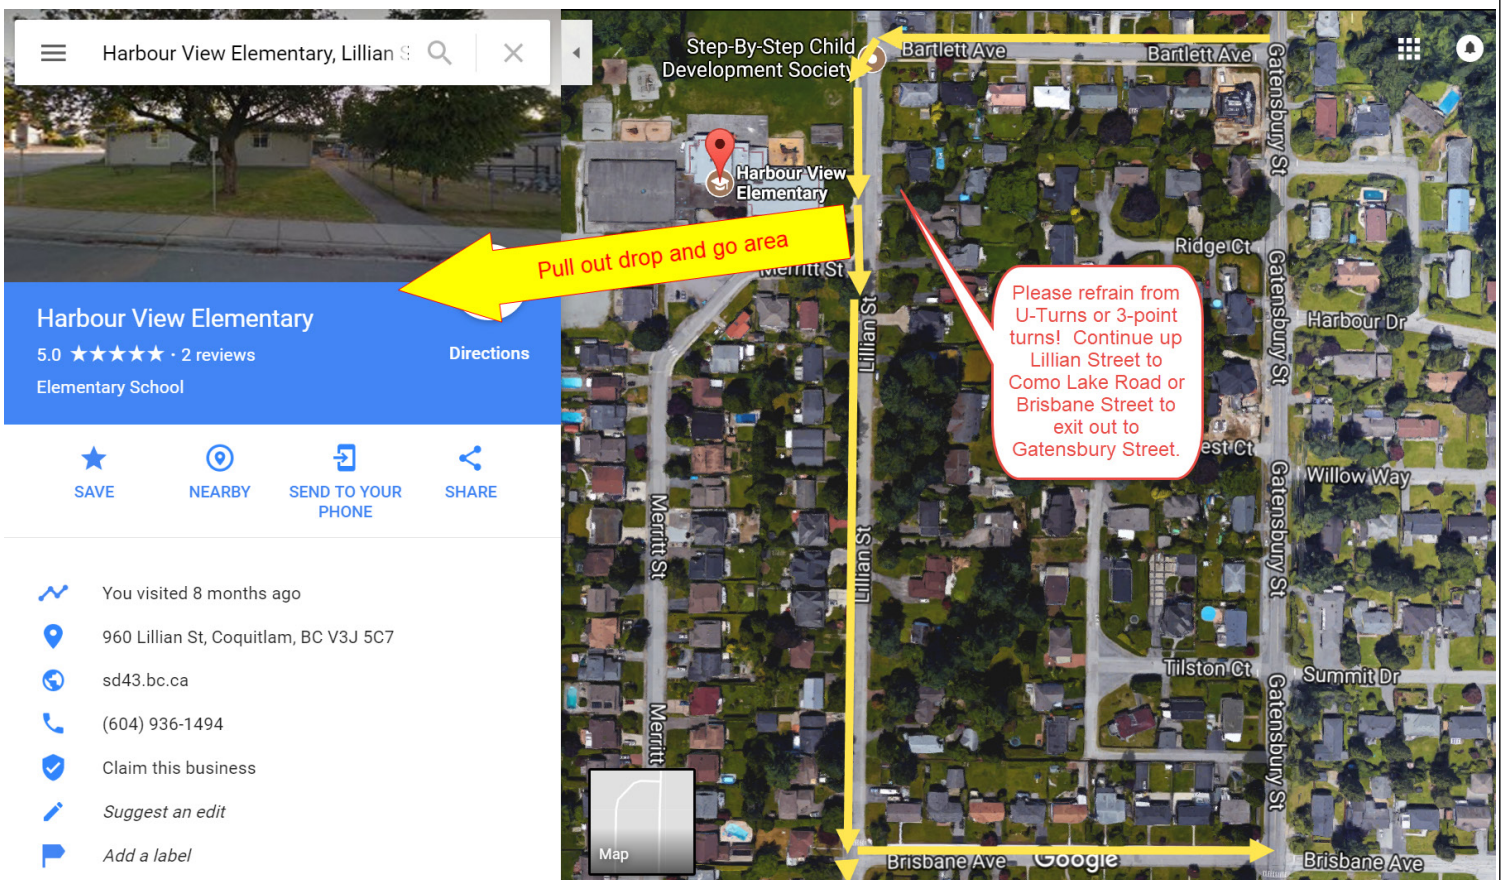 Harbour View Elementary, Lillian S
Harbour View Elementary
5.0 ★★★★★ · 2 reviews
Directions
Elementary School
SAVE
NEARBY
SEND TO YOUR
PHONE
SHARE
You visited 8 months ago
960 Lillian St, Coquitlam, BC V3J 5C7
sd43.bc.ca
(604) 936-1494
Claim this business
Suggest an edit
Add a label
Step-By-Step Child
Development Society
Bartlett Ave
Bartlett Ave
Gatensbury St
Harbour View
Elementary
Pull out drop and go area
Merritt St
Ridge Ct
Gatensbury St
Please refrain from
U-Turns or 3-point
turns! Continue up
Lillian Street to
Como Lake Road or
Brisbane Street to
exit out to
Gatensbury Street.
Lillian St
Harbour Dr
est Ct
Willow Way
Merritt St
Lillian St
Gatensbury St
Tilston Ct
Summit Dr
Merritt
Gatensbury St
Map
Brisbane Ave
Google
Brisbane Ave